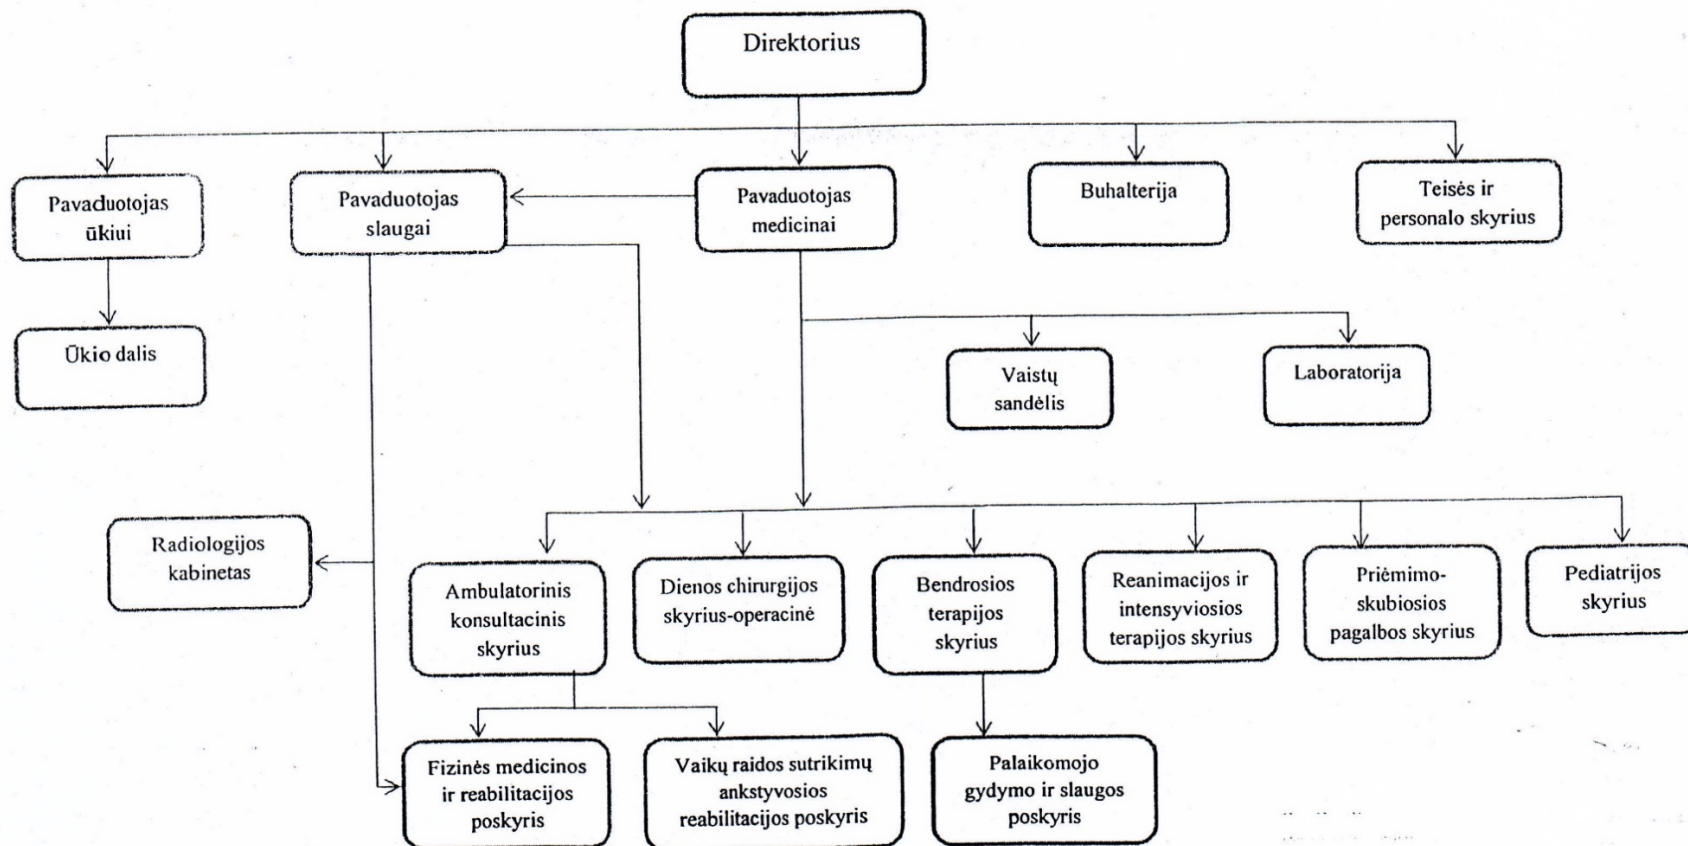 Direktorius
Pavaduotojas
ūkiui
Pavaduotojas
slaugai
Pavaduotojas
medicinai
Buhalterija
Teisės ir
personalo skyrius
Ūkio dalis
Vaistų
sandėlis
Laboratorija
Radiologijos
kabinetas
Ambulatorinis
konsultacinis
skyrius
Dienos chirurgijos
skyrius-operacinė
Bendrosios
terapijos
skyrius
Reanimacijos ir
intensyviosios
terapijos skyrius
Priėmimo-
skubiosios
pagalbos skyrius
Pediatrijos
skyrius
Fizinės medicinos
ir reabilitacijos
poskyris
Vaikų raidos sutrikimų
ankstyvosios
reabilitacijos poskyris
Palaikomojo
gydymo ir slaugos
poskyris